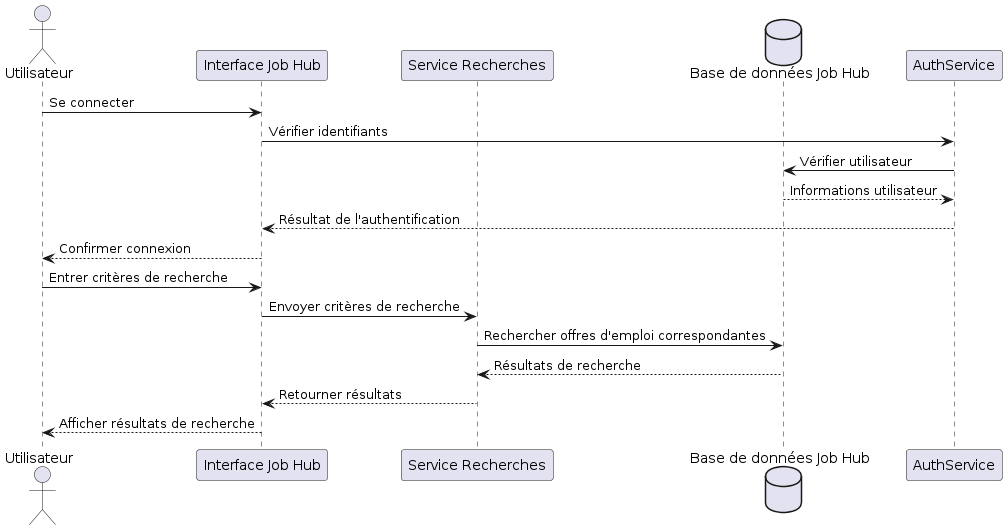 Utilisateur
Interface Job Hub
Service Recherches
Base de données Job Hub
AuthService
Se connecter
Vérifier identifiants
Vérifier utilisateur
Informations utilisateur
Résultat de l'authentification
Confirmer connexion
Entrer critères de recherche
Envoyer critères de recherche
Rechercher offres d'emploi correspondantes
Résultats de recherche
Retourner résultats
Afficher résultats de recherche
Utilisateur
Interface Job Hub
Service Recherches
Base de données Job Hub
AuthService